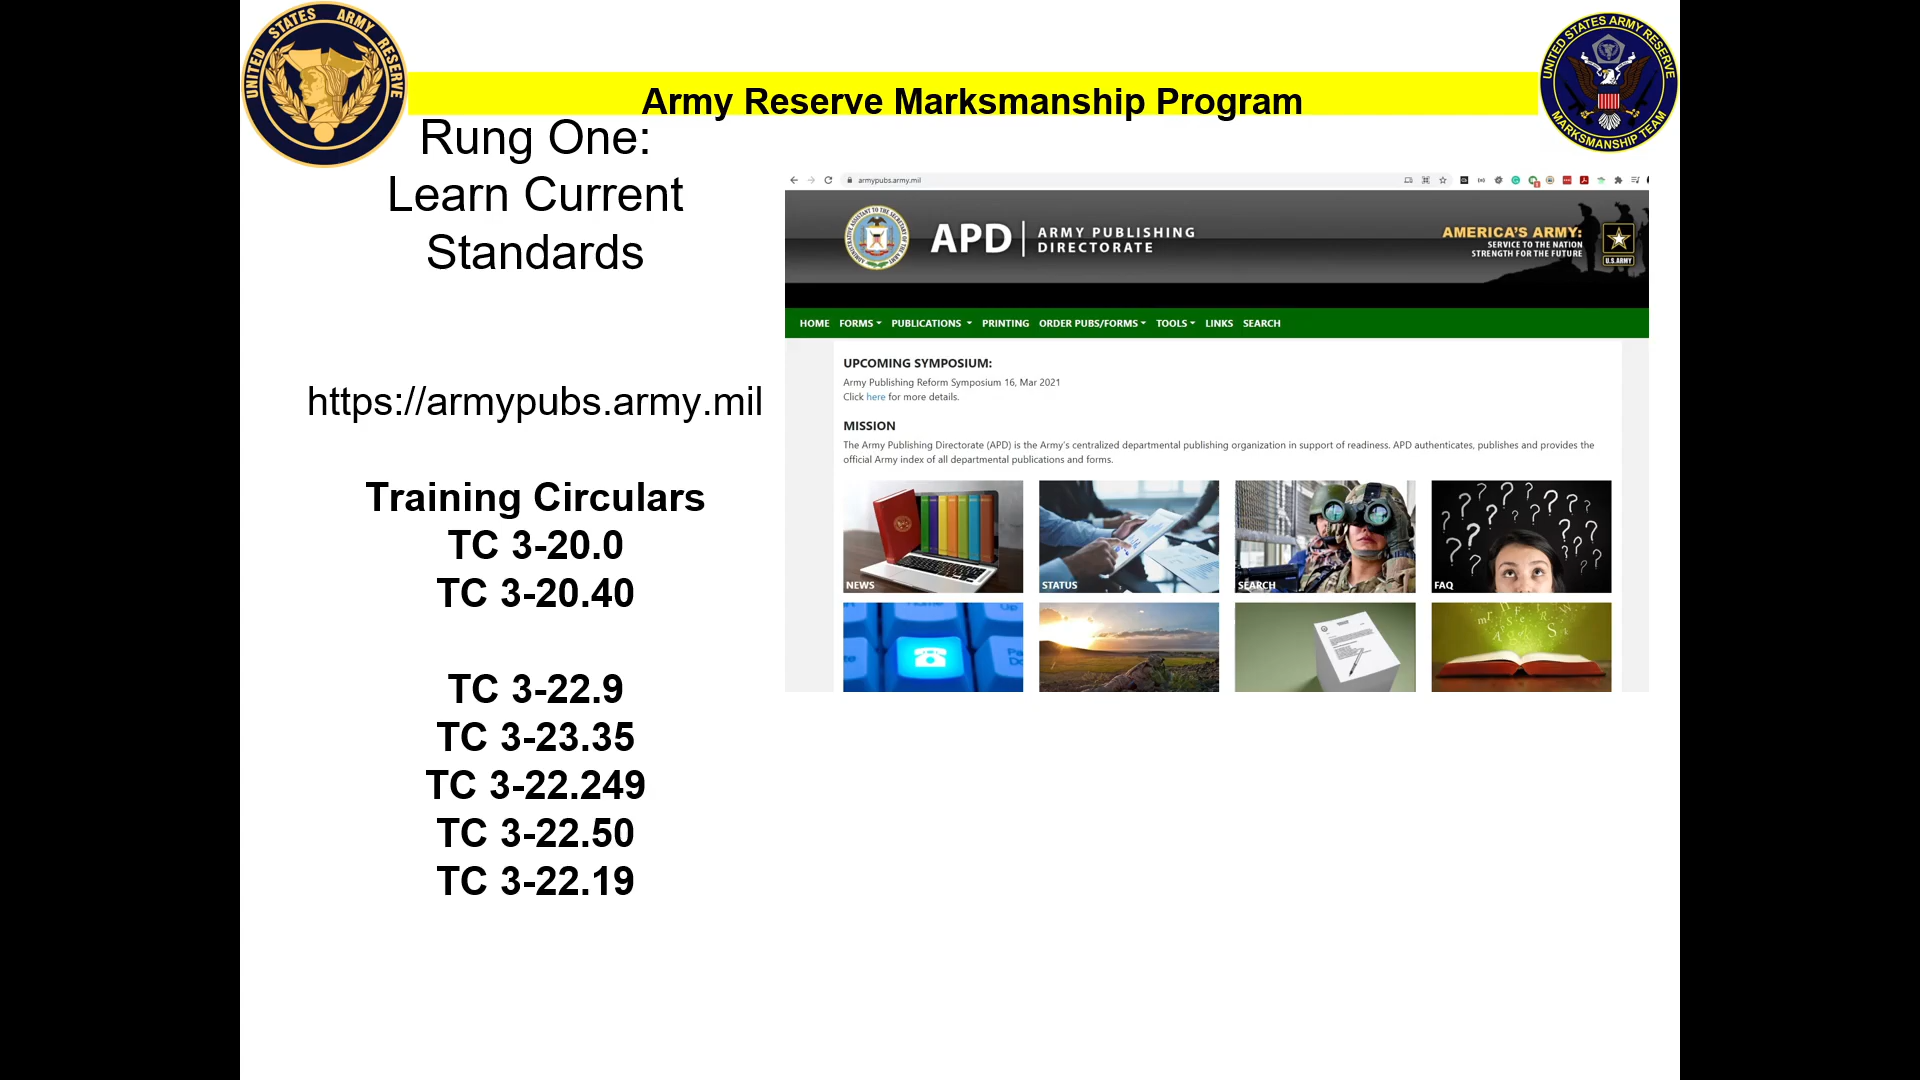 UNITED STATES ARMY RESERVE
UNITED STATES ARMY RESERVE
MARKSMANSHIP TEAM
Army Reserve Marksmanship Program
Rung One:
Learn Current
Standards
https://armypubs.army.mil
Training Circulars
TC 3-20.0
TC 3-20.40
TC 3-22.9
TC 3-23.35
TC 3-22.249
TC 3-22.50
TC 3-22.19
armypubs.army.mil
APD
ARMY PUBLISHING
DIRECTORATE
AMERICA'S ARMY:
SERVICE TO THE NATION
STRENGTH FOR THE FUTURE
U.S.ARMY
HOME FORMS PUBLICATIONS PRINTING ORDER PUBS/FORMS TOOLS LINKS SEARCH
UPCOMING SYMPOSIUM:
Army Publishing Reform Symposium 16, Mar 2021
Click here for more details.
MISSION
The Army Publishing Directorate (APD) is the Army's centralized departmental publishing organization in support of readiness. APD authenticates, publishes and provides the
official Army index of all departmental publications and forms.
NEWS
STATUS
SEARCH
FAQ